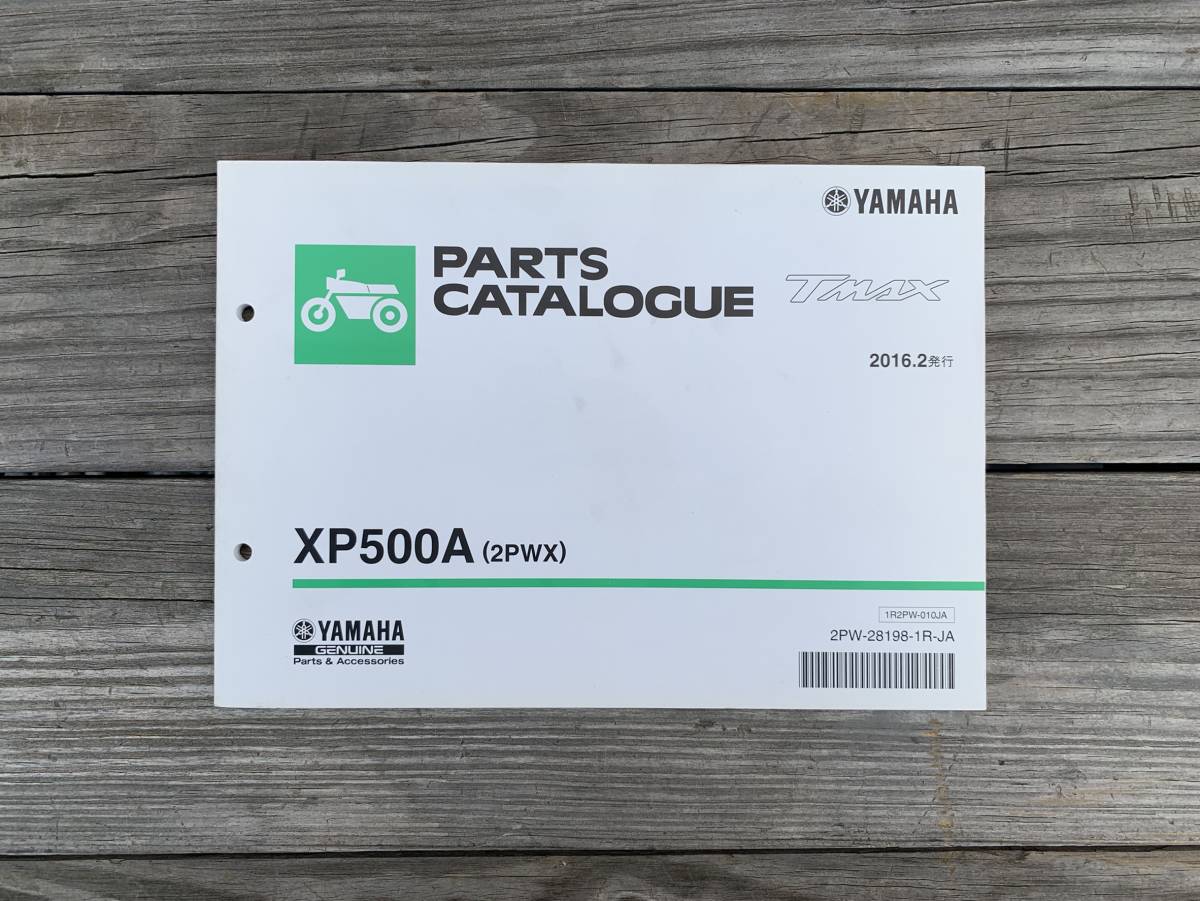 YAMAHA
PARTS
CATALOGUE
TMAX
2016.2発行
XP500A (2PWX)
YAMAHA
GENUINE
Parts & Accessories
1R2PW-010JA
2PW-28198-1R-JA